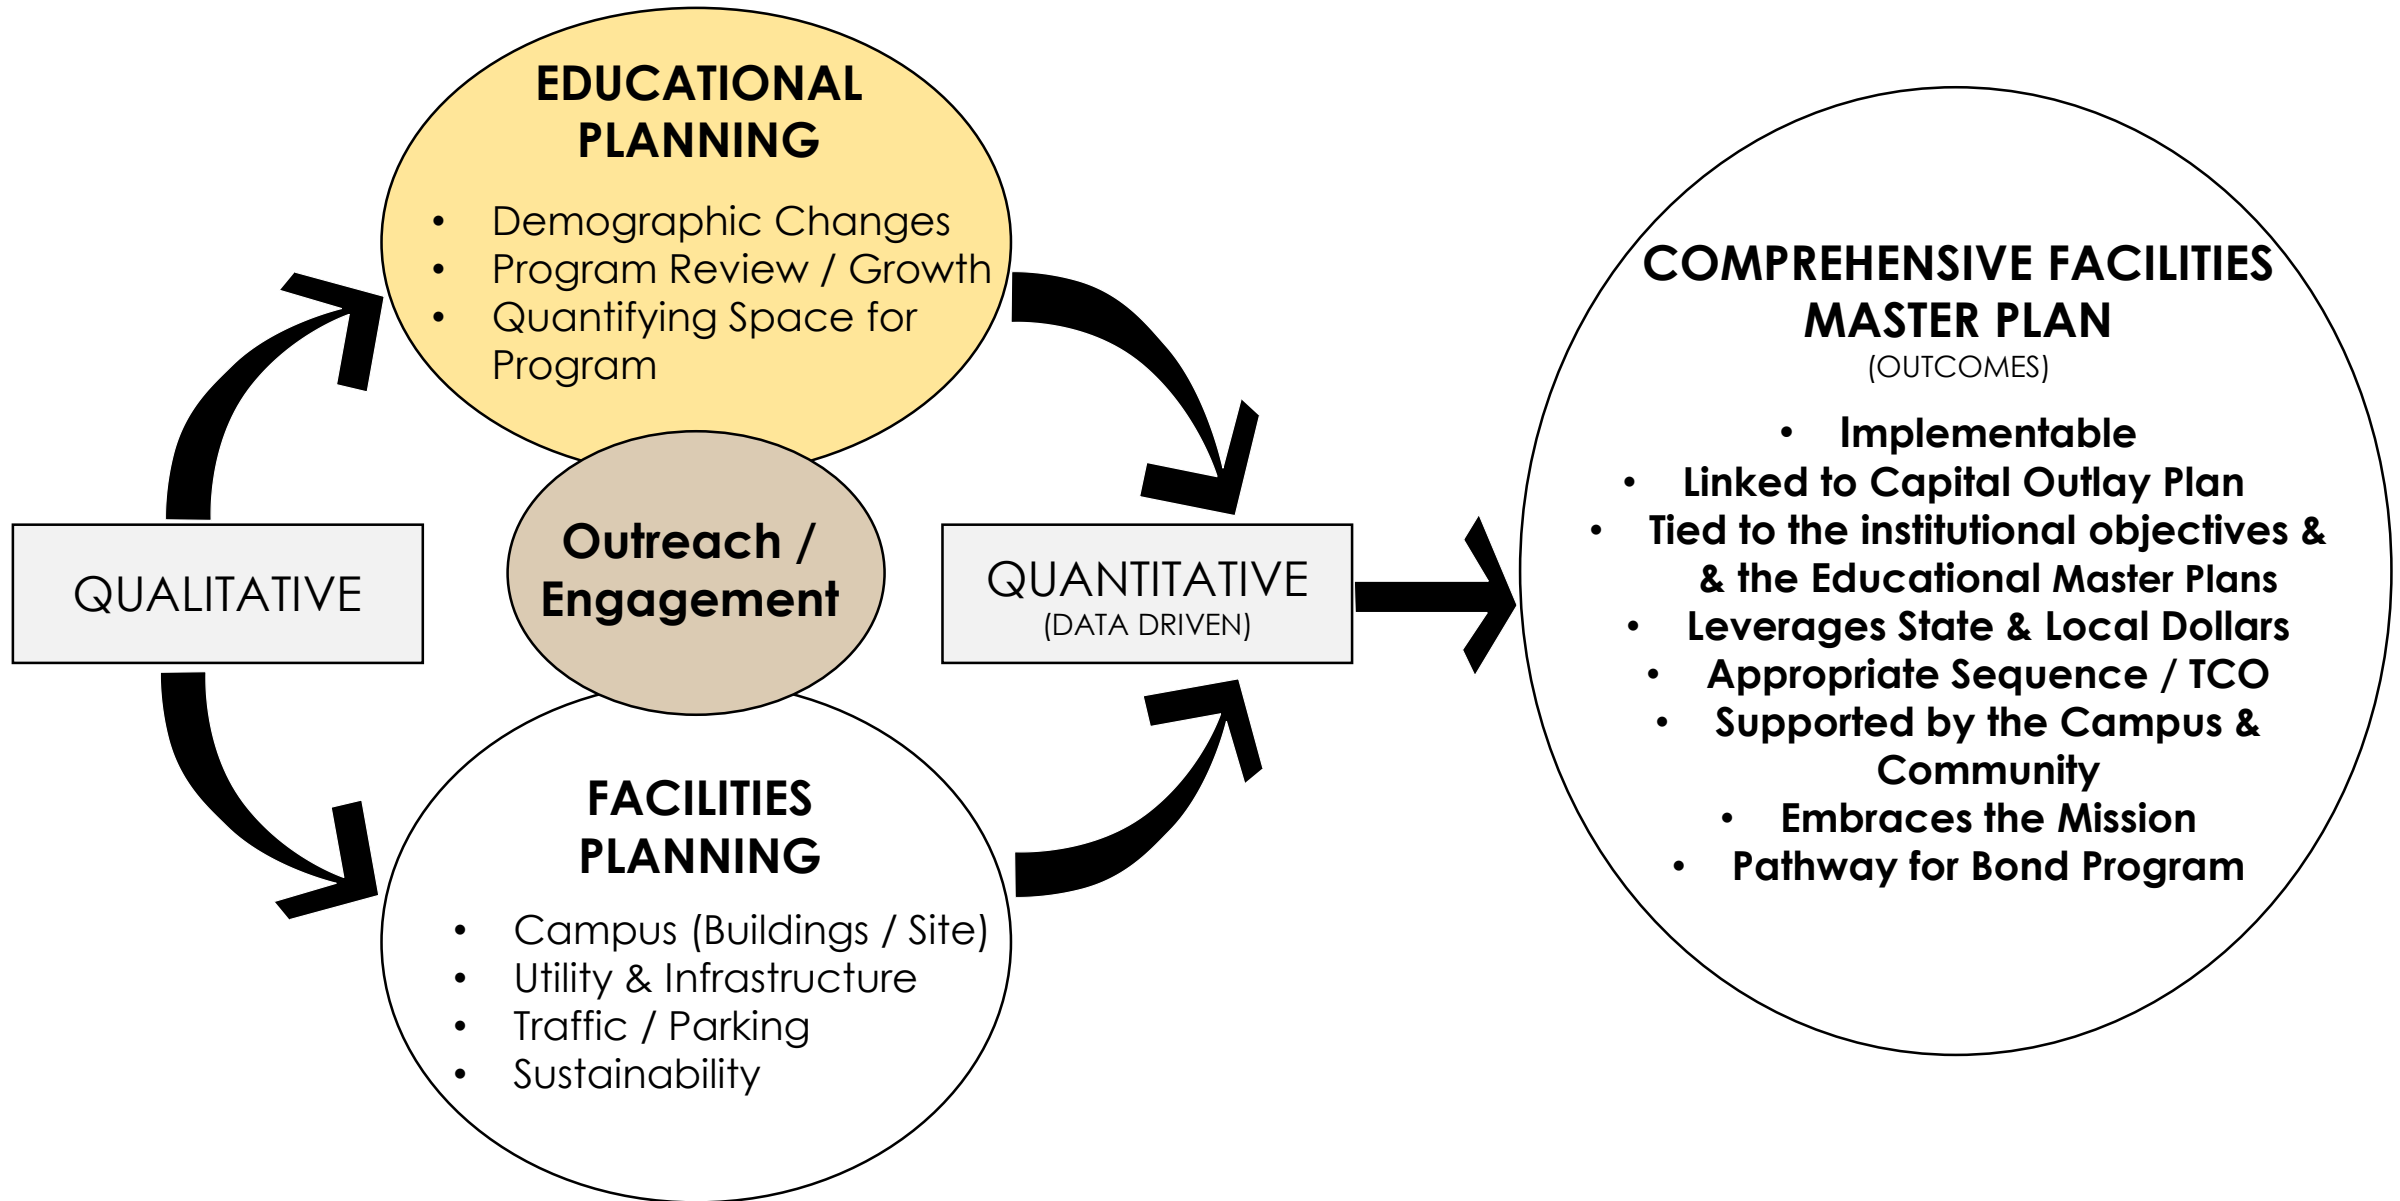 EDUCATIONAL
PLANNING
• Demographic Changes
• Program Review / Growth
• Quantifying Space for
Program
QUALITATIVE
Outreach /
Engagement
QUANTITATIVE
(DATA DRIVEN)
FACILITIES
PLANNING
• Campus (Buildings / Site)
• Utility & Infrastructure
• Traffic / Parking
• Sustainability
COMPREHENSIVE FACILITIES
MASTER PLAN
(OUTCOMES)
• Implementable
• Linked to Capital Outlay Plan
• Tied to the institutional objectives &
& the Educational Master Plans
• Leverages State & Local Dollars
• Appropriate Sequence / TCO
• Supported by the Campus &
Community
• Embraces the Mission
• Pathway for Bond Program